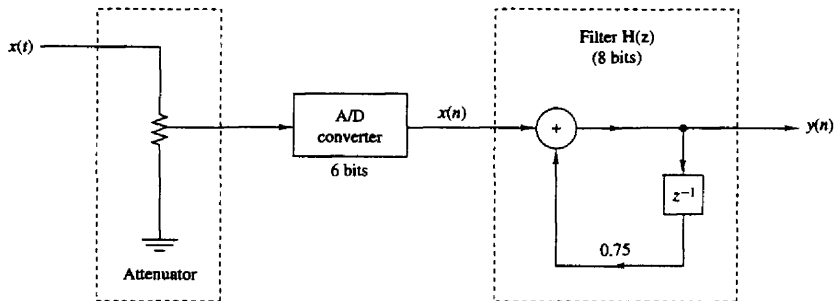 Filter H(z)
(8 bits)
x(t)
A/D
converter
x(n)
+
y(n)
6 bits
z⁻¹
0.75
Attenuator